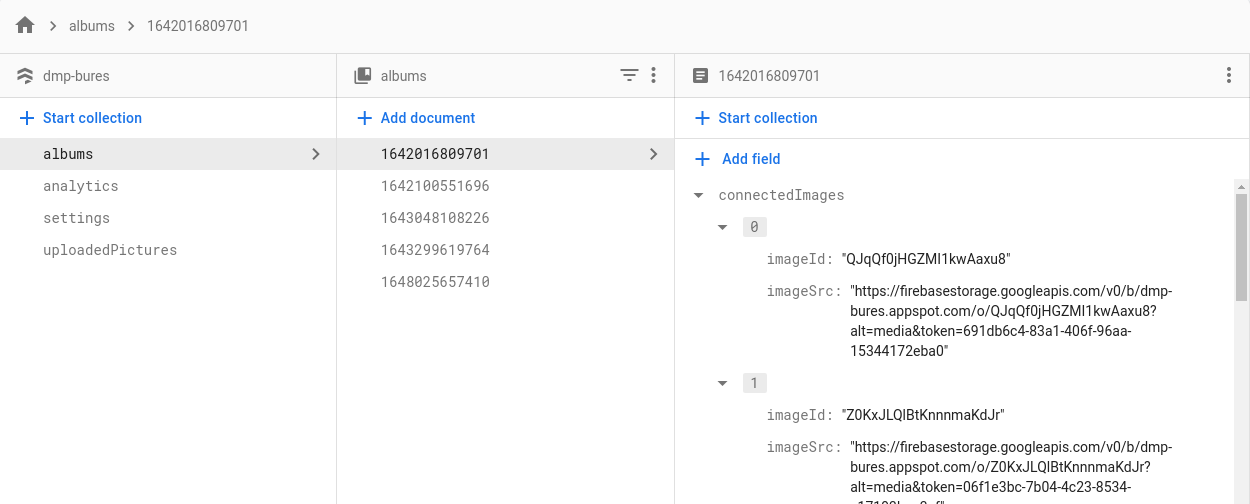 albums
1642016809701
dmp-bures
albums
1642016809701
Start collection
Add document
Start collection
albums
analytics
settings
uploadedPictures
1642016809701
1642100551696
1643048108226
1643299619764
1648025657410
Add field
connectedImages
0
imageId: "QJqQf0jHGZMI1kwAaxu8"
imageSrc: "https://firebasestorage.googleapis.com/v0/b/dmp-
bures.appspot.com/o/QJqQf0jHGZMI1kwAaxu8?
alt=media&token=691db6c4-83a1-406f-96aa-
15344172eba0"
1
imageId: "Z0KxJLQlBtKnnnmaKdJr"
imageSrc: "https://firebasestorage.googleapis.com/v0/b/dmp-
bures.appspot.com/o/Z0KxJLQlBtKnnnmaKdJr?
alt=media&token=06f1e3bc-7b04-4c23-8534-